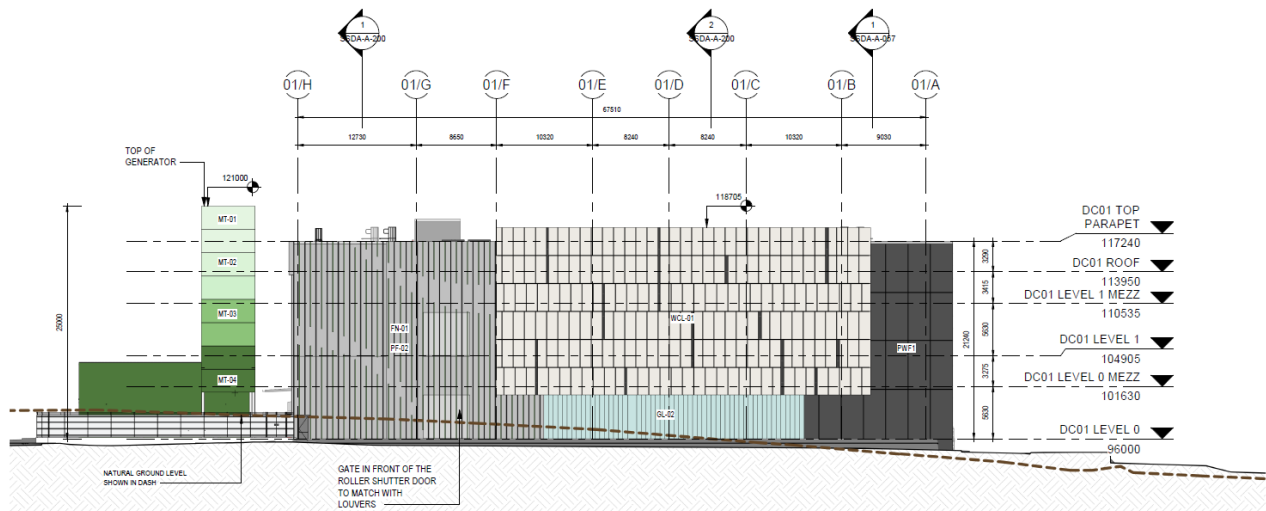 1
SSDA-A-200
2
SSDA-A-200
1
SSDA-A-057
01/H
01/G
01/F
01/E
01/D
01/C
01/B
01/A
67510
12730
8650
10320
8240
8240
10320
9030
TOP OF
GENERATOR
121000
118705
MT-01
MT-02
MT-03
MT-04
25000
FN-01
PF-02
WCL-01
PWF1
GL-02
3290
3415
5630
3275
5630
21240
DC01 TOP
PARAPET
117240
DC01 ROOF
113950
DC01 LEVEL 1 MEZZ
110535
DC01 LEVEL 1
104905
DC01 LEVEL 0 MEZZ
101630
DC01 LEVEL 0
96000
NATURAL GROUND LEVEL
SHOWN IN DASH
GATE IN FRONT OF THE
ROLLER SHUTTER DOOR
TO MATCH WITH
LOUVERS